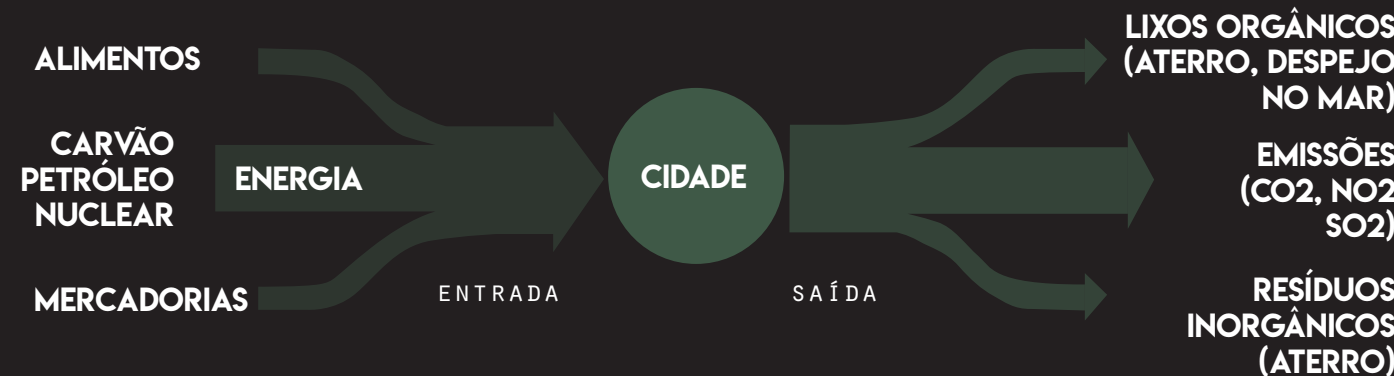 ALIMENTOS
CARVÃO
PETRÓLEO
NUCLEAR
ENERGIA
MERCADORIAS
ENTRADA
CIDADE
SAÍDA
LIXOS ORGÂNICOS
(ATERRO, DESPEJO
NO MAR)
EMISSÕES
(CO2, NO2
SO2)
RESÍDUOS
INORGÂNICOS
(ATERRO)